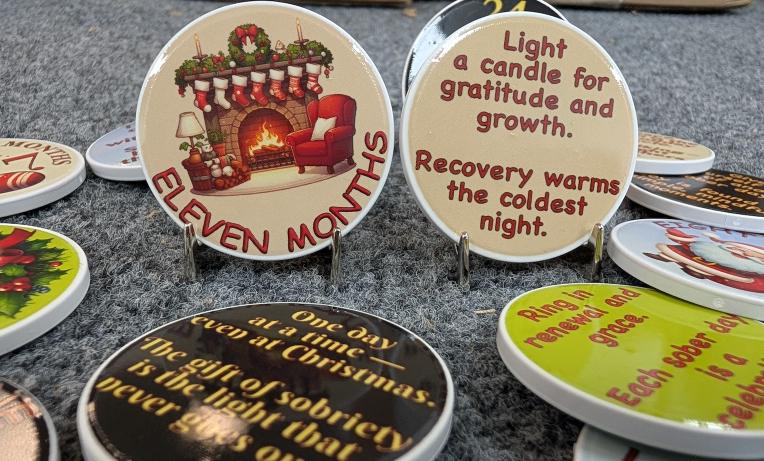 24
ELEVEN MONTHS
Light
a candle for
gratitude and
growth.
Recovery warms
the coldest
night.
MONTHS
One day
at a time —
even at Christmas.
The gift of sobriety
is the light that
never goes
Ring in
renewal and
grace.
Each sober day
is a